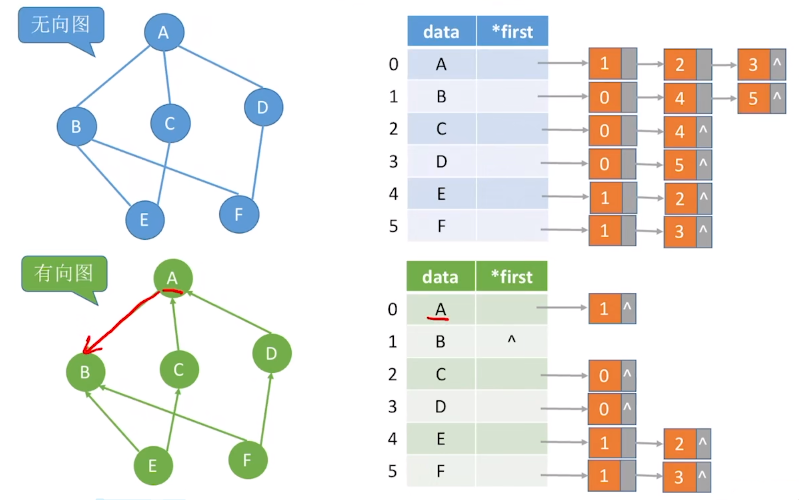 无向图
A
B
C
D
E
F
data *first
0 A 1 2 3 ^
1 B 0 4 5 ^
2 C 0 4 ^
3 D 0 5 ^
4 E 1 2 ^
5 F 1 3 ^
有向图
A
B
C
D
E
F
data *first
0 A 1 ^
1 B ^
2 C 0 ^
3 D 0 ^
4 E 1 2 ^
5 F 1 3 ^